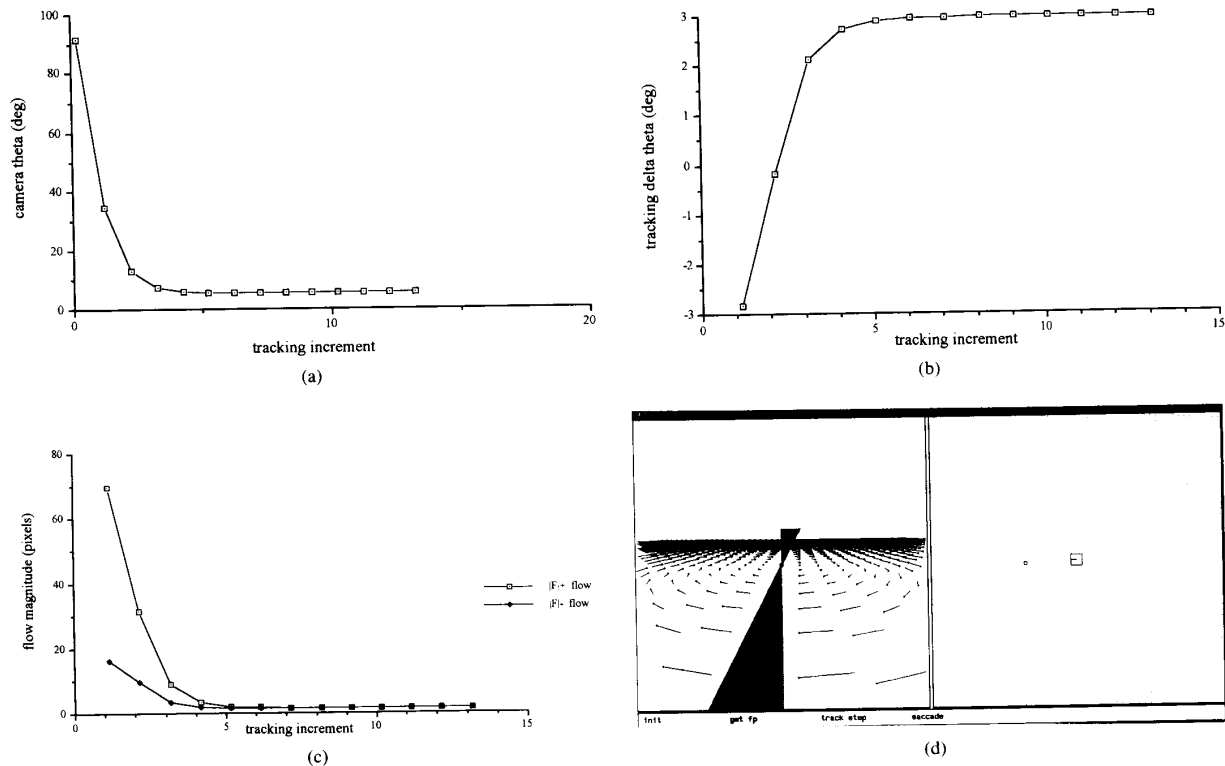 100
80
60
40
20
0
camera theta (deg)
0
10
20
tracking increment
(a)
3
2
1
0
-1
-2
-3
tracking delta theta (deg)
0
5
10
15
tracking increment
(b)
80
60
40
20
0
flow magnitude (pixels)
0
5
10
15
tracking increment
|F|+ flow
|F|- flow
(c)
init
get fp
track step
saccade
(d)